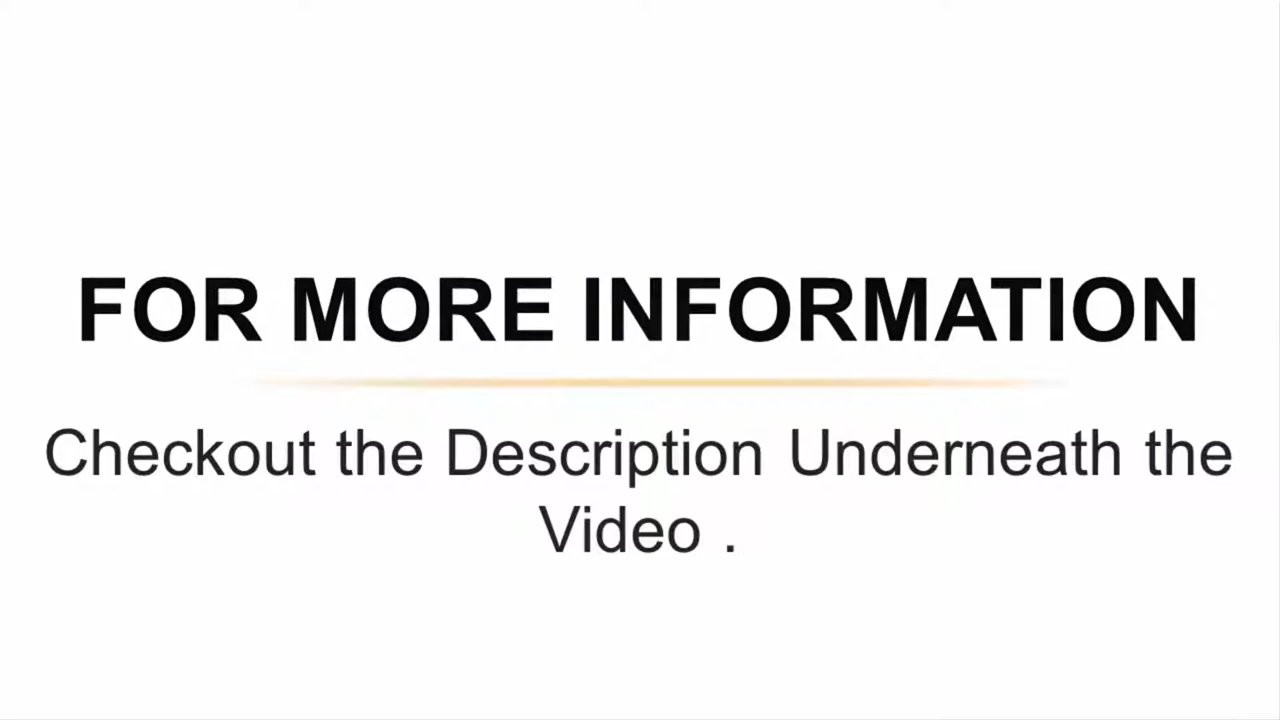 FOR MORE INFORMATION
Checkout the Description Underneath the
Video .